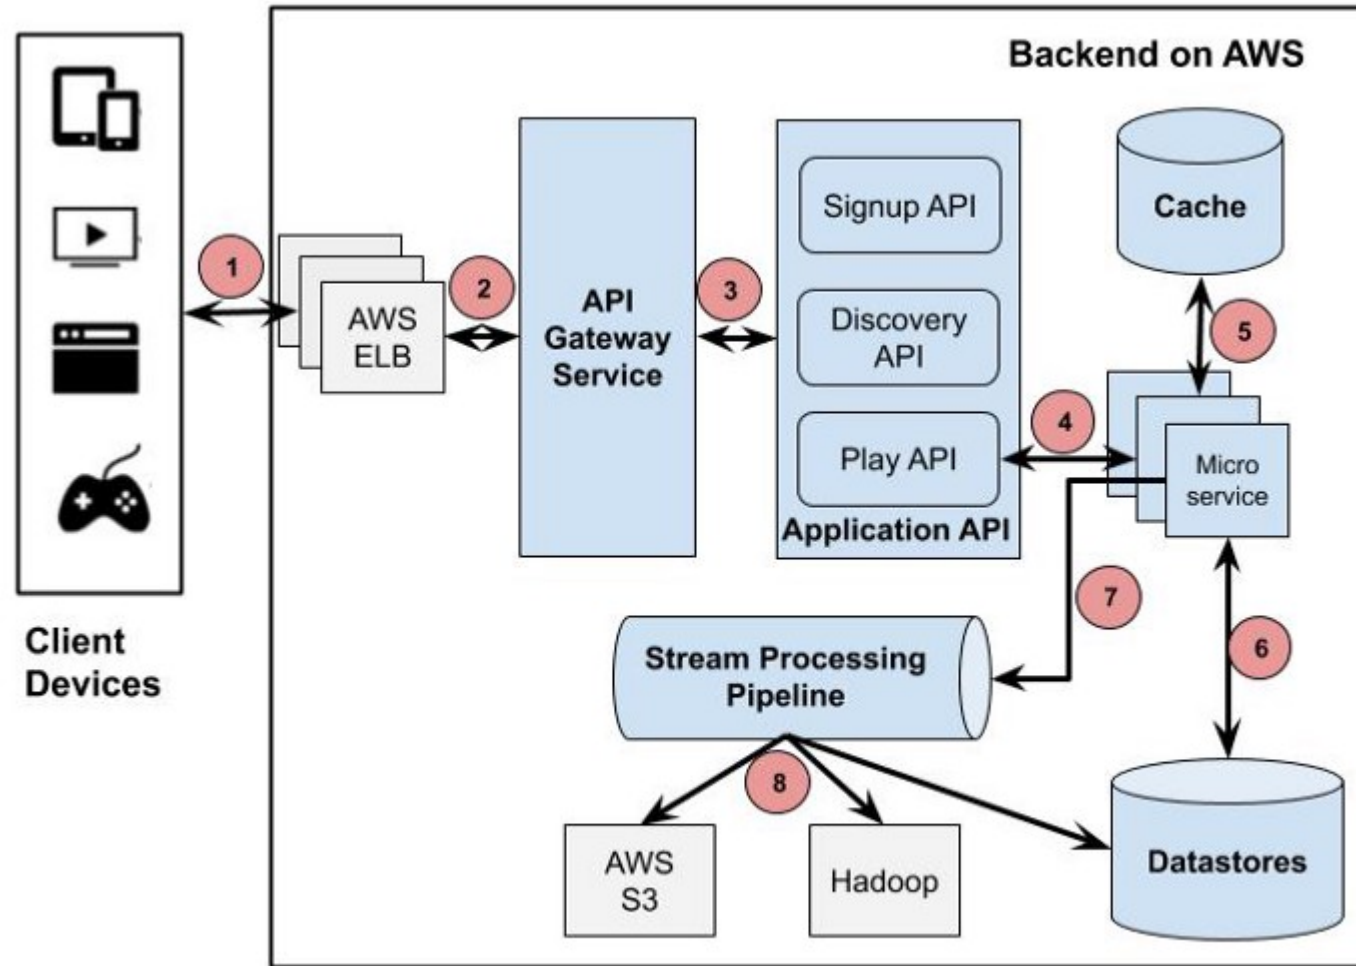 Backend on AWS
Client
Devices
1
AWS
ELB
2
API
Gateway
Service
3
Signup API
Discovery
API
Play API
Application API
4
Cache
5
Micro
service
6
7
Stream Processing
Pipeline
8
AWS
S3
Hadoop
Datastores